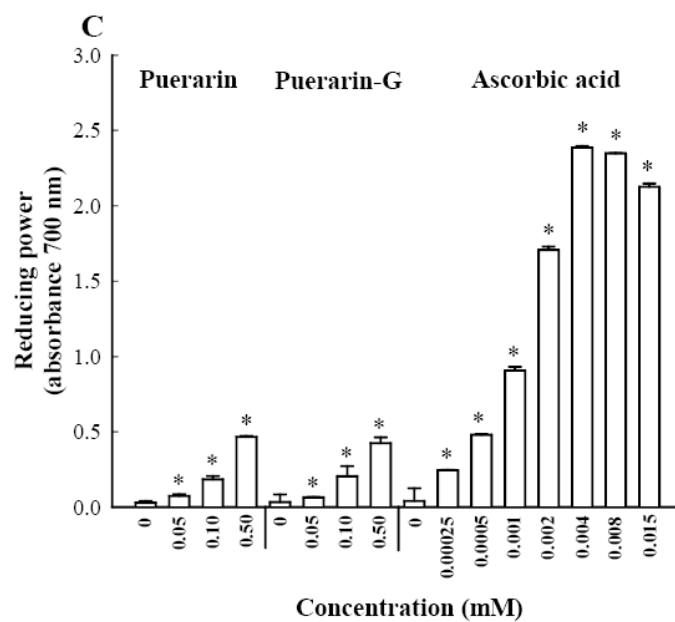 C
3.0
2.5
2.0
1.5
1.0
0.5
0.0
Reducing power
(absorbance 700 nm)
Puerarin
Puerarin-G
Ascorbic acid
* * *
* * *
* * * * * * *
0
0.05
0.10
0.50
0
0.05
0.10
0.50
0
0.00025
0.0005
0.001
0.002
0.004
0.008
0.015
Concentration (mM)